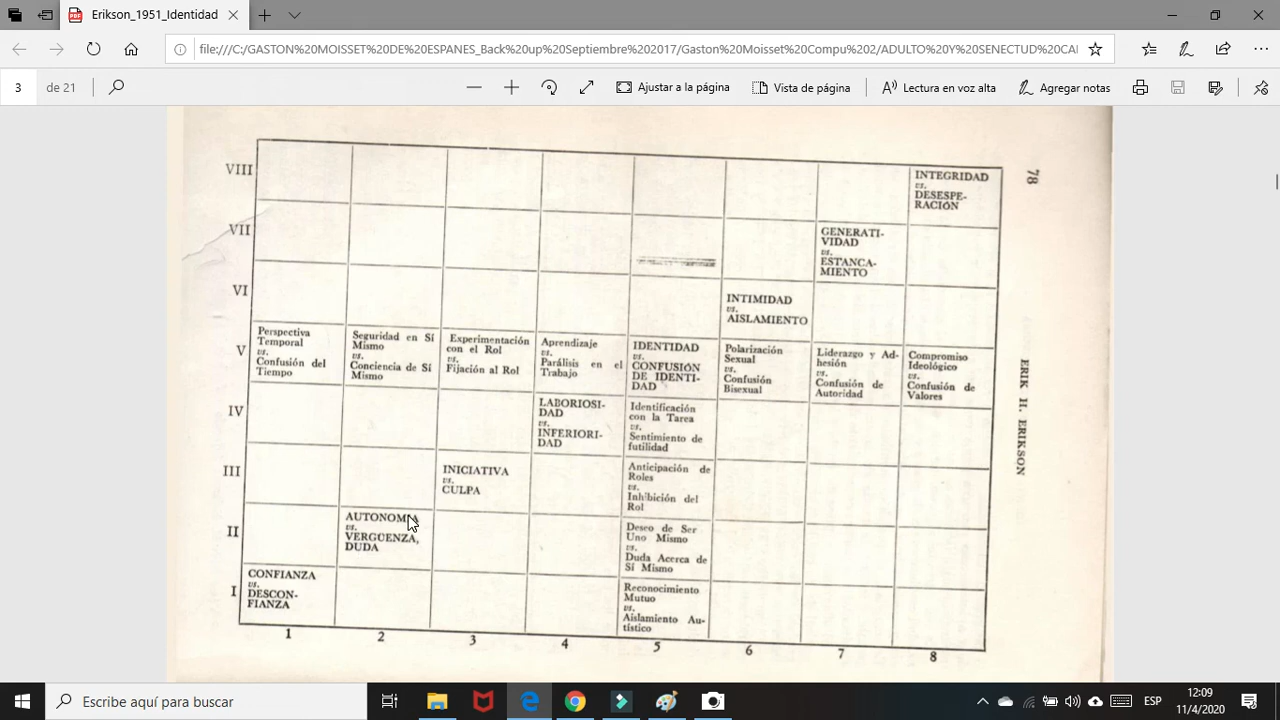 Erikson_1951_Identidad
file:///C:/GASTON%20MOISSET%20DE%20ESPANES_Back%20up%20Septiembre%202017/Gaston%20Moisset%20Compu%202/ADULTO%20Y%20SENECTUD%20CAI
3 de 21
Ajustar a la página
Vista de página
Lectura en voz alta
Agregar notas
78
VIII
INTEGRIDAD
vs.
DESESPE-
RACIÓN
VII
GENERATI-
VIDAD
vs.
ESTANCA-
MIENTO
VI
INTIMIDAD
vs.
AISLAMIENTO
V
Perspectiva
Temporal
vs.
Confusión del
Tiempo
Seguridad en Sí
Mismo
vs.
Conciencia de Sí
Mismo
Experimentación
con el Rol
vs.
Fijación al Rol
Aprendizaje
vs.
Parálisis en el
Trabajo
IDENTIDAD
vs.
CONFUSIÓN
DE IDENTI-
DAD
Polarización
Sexual
vs.
Confusión
Bisexual
Liderazgo y Ad-
hesión
vs.
Confusión de
Autoridad
Compromiso
Ideológico
vs.
Confusión de
Valores
IV
LABORIOSI-
DAD
vs.
INFERIORI-
DAD
Identificación
con la Tarea
vs.
Sentimiento de
futilidad
III
INICIATIVA
vs.
CULPA
Anticipación de
Roles
vs.
Inhibición del
Rol
II
AUTONOMÍA
vs.
VERGÜENZA,
DUDA
Deseo de Ser
Uno Mismo
vs.
Duda Acerca de
Sí Mismo
I
CONFIANZA
vs.
DESCON-
FIANZA
Reconocimiento
Mutuo
vs.
Aislamiento Au-
tístico
1 2 3 4 5 6 7 8
ERIK H. ERIKSON
Escribe aquí para buscar
ESP
12:09
11/4/2020